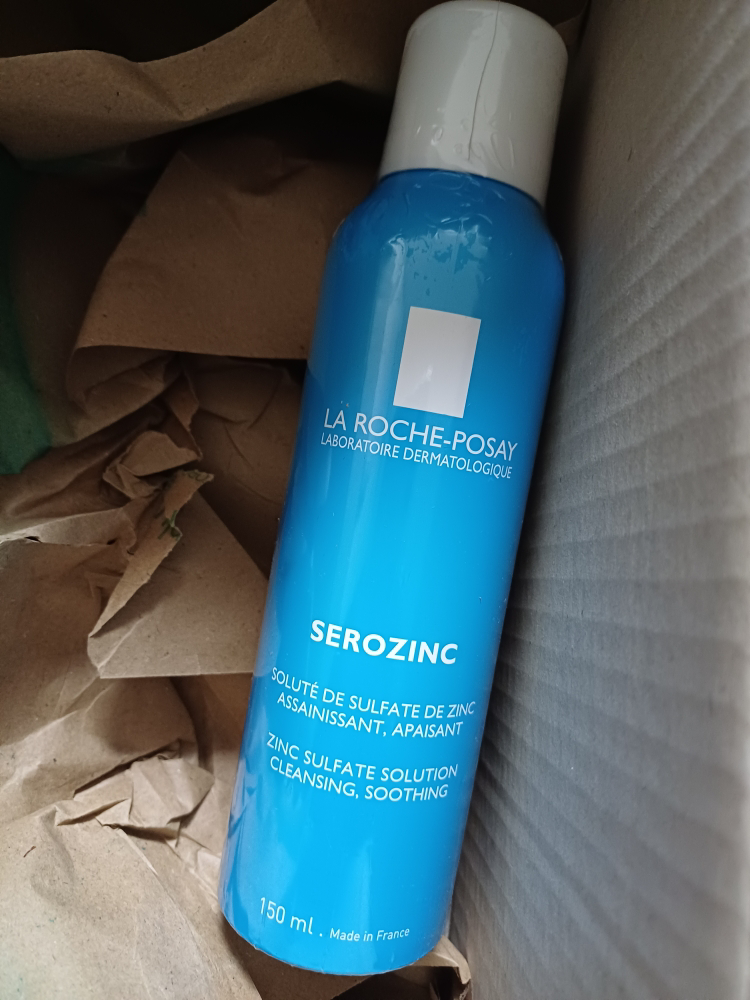 LA ROCHE-POSAY
LABORATOIRE DERMATOLOGIQUE
SEROZINC
SOLUTÉ DE SULFATE DE ZINC
ASSAINISSANT, APAISANT
ZINC SULFATE SOLUTION
CLEANSING, SOOTHING
150 ml . Made in France